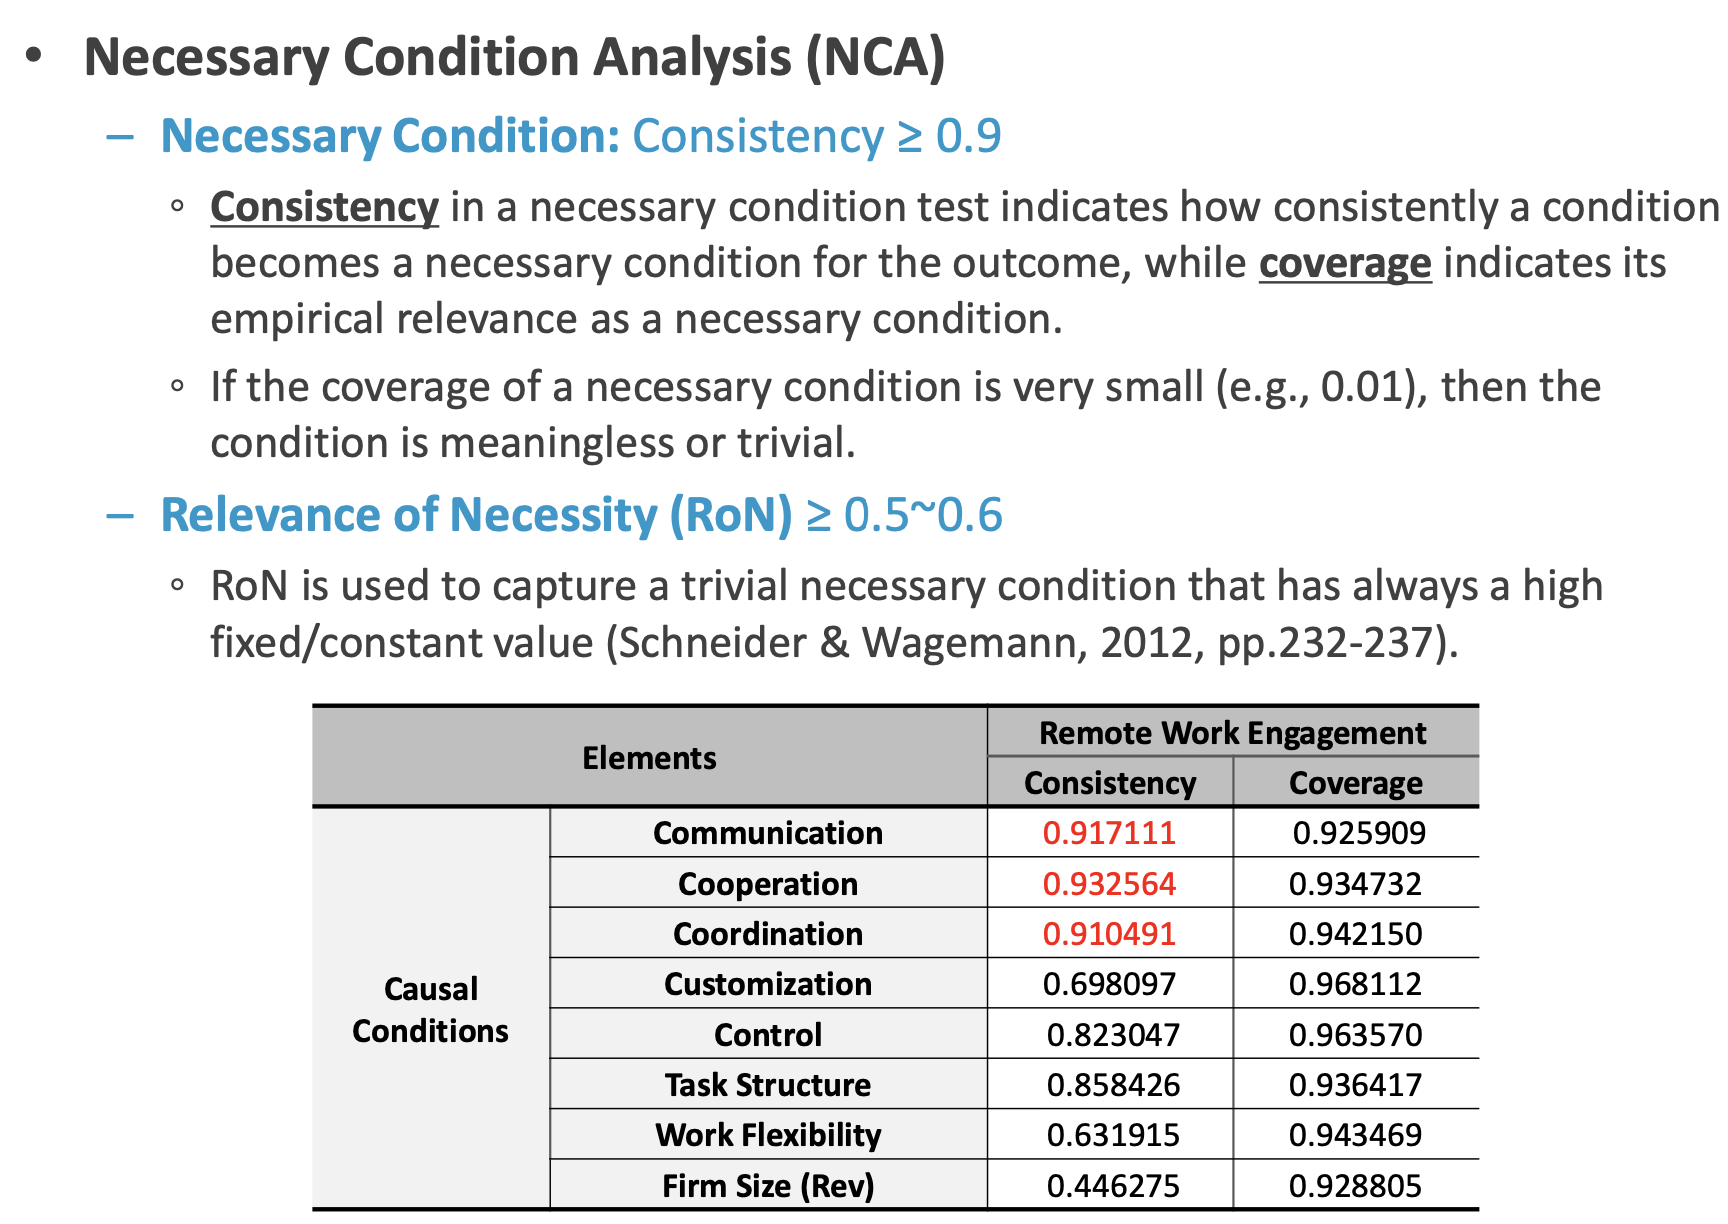 • Necessary Condition Analysis (NCA)
– Necessary Condition: Consistency ≥ 0.9
∘ Consistency in a necessary condition test indicates how consistently a condition
becomes a necessary condition for the outcome, while coverage indicates its
empirical relevance as a necessary condition.
∘ If the coverage of a necessary condition is very small (e.g., 0.01), then the
condition is meaningless or trivial.
– Relevance of Necessity (RoN) ≥ 0.5~0.6
∘ RoN is used to capture a trivial necessary condition that has always a high
fixed/constant value (Schneider & Wagemann, 2012, pp.232-237).
Elements
Remote Work Engagement
Consistency Coverage
Causal
Conditions
Communication 0.917111 0.925909
Cooperation 0.932564 0.934732
Coordination 0.910491 0.942150
Customization 0.698097 0.968112
Control 0.823047 0.963570
Task Structure 0.858426 0.936417
Work Flexibility 0.631915 0.943469
Firm Size (Rev) 0.446275 0.928805